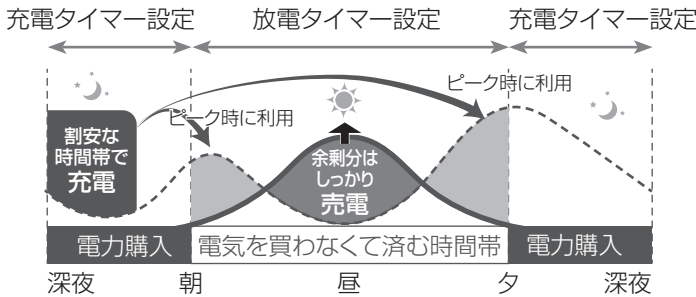 充電タイマー設定 放電タイマー設定 充電タイマー設定
ピーク時に利用
ピーク時に利用
割安な
時間帯で
充電
余剰分は
しっかり
売電
電力購入 電気を買わなくて済む時間帯 電力購入
深夜 朝 昼 夕 深夜